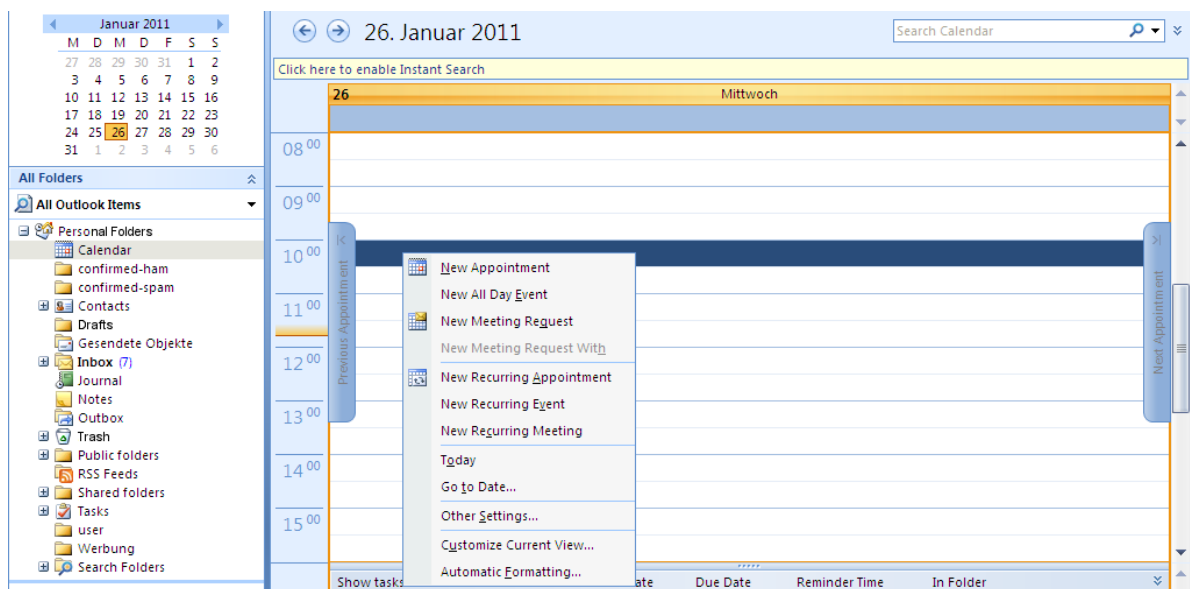 Januar 2011
M D M D F S S
27 28 29 30 31 1 2
3 4 5 6 7 8 9
10 11 12 13 14 15 16
17 18 19 20 21 22 23
24 25 26 27 28 29 30
31 1 2 3 4 5 6
All Folders
All Outlook Items
Personal Folders
Calendar
confirmed-ham
confirmed-spam
Contacts
Drafts
Gesendete Objekte
Inbox (7)
Journal
Notes
Outbox
Trash
Public folders
RSS Feeds
Shared folders
Tasks
user
Werbung
Search Folders
26. Januar 2011
Search Calendar
Click here to enable Instant Search
26 Mittwoch
08 00
09 00
10 00
11 00
12 00
13 00
14 00
15 00
Previous Appointment
Next Appointment
New Appointment
New All Day Event
New Meeting Request
New Meeting Request With
New Recurring Appointment
New Recurring Event
New Recurring Meeting
Today
Go to Date...
Other Settings...
Customize Current View...
Automatic Formatting...
Show tasks ate Due Date Reminder Time In Folder